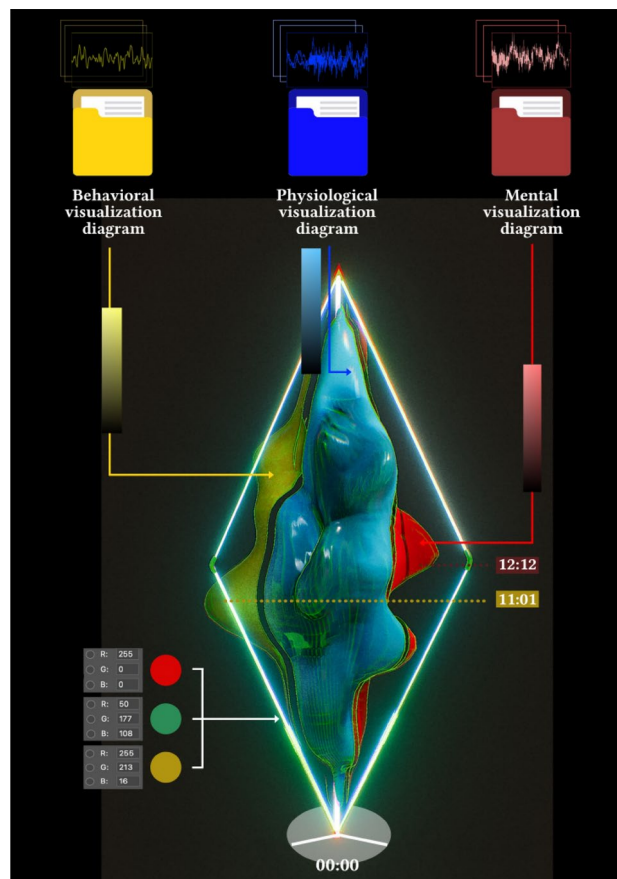 Behavioral
visualization
diagram
Physiological
visualization
diagram
Mental
visualization
diagram
12:12
11:01
R: 255
G: 0
B: 0
R: 50
G: 177
B: 108
R: 255
G: 213
B: 16
00:00